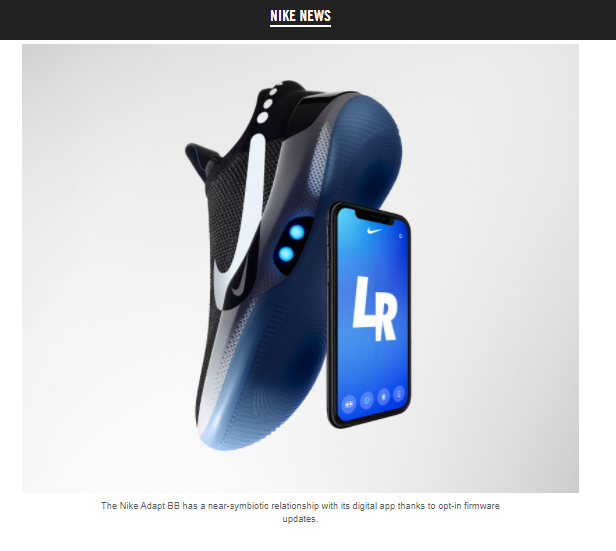 NIKE NEWS
LR
The Nike Adapt BB has a near-symbiotic relationship with its digital app thanks to opt-in firmware
updates.